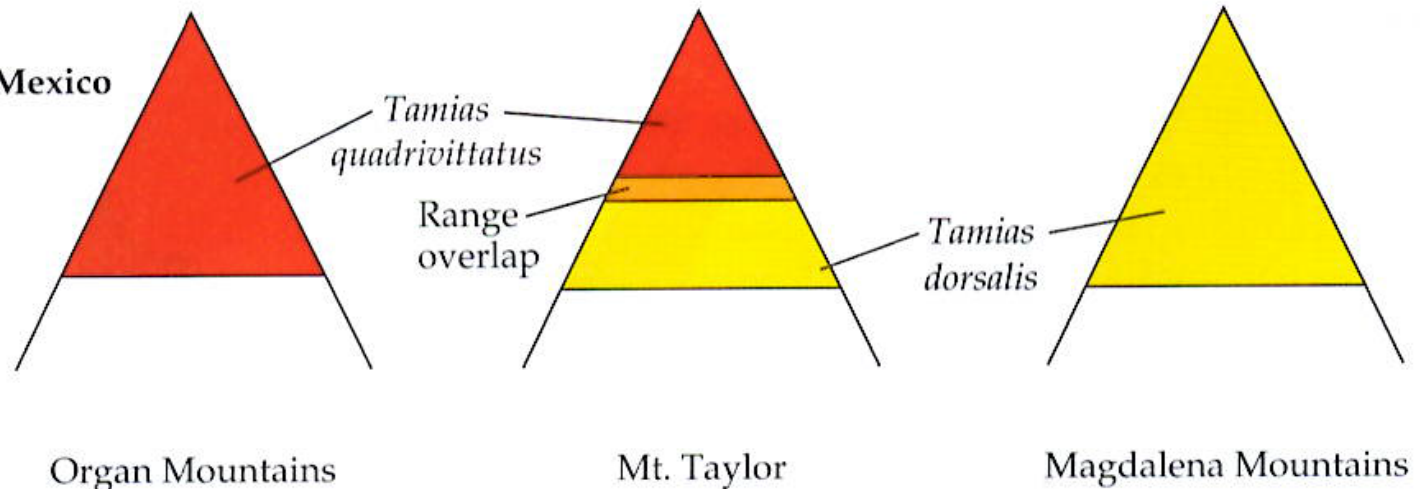 Mexico
Tamias
quadrivittatus
Range
overlap
Tamias
dorsalis
Organ Mountains
Mt. Taylor
Magdalena Mountains